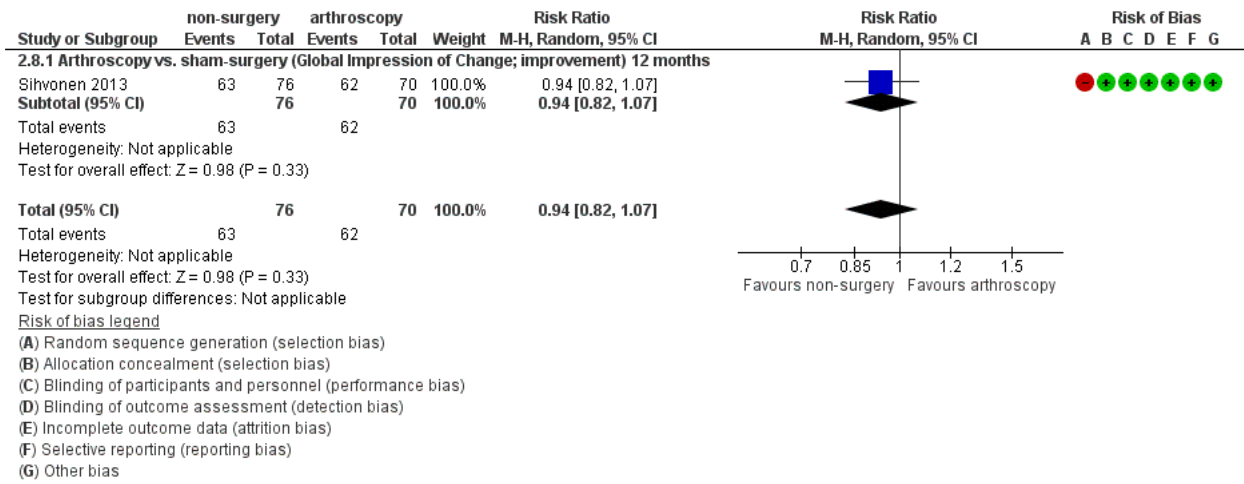 non-surgery arthroscopy Risk Ratio Risk Ratio Risk of Bias
Study or Subgroup Events Total Events Total Weight M-H, Random, 95% CI M-H, Random, 95% CI A B C D E F G
2.8.1 Arthroscopy vs. sham-surgery (Global Impression of Change; improvement) 12 months
Sihvonen 2013 63 76 62 70 100.0% 0.94 [0.82, 1.07] - + + + + + +
Subtotal (95% CI) 76 70 100.0% 0.94 [0.82, 1.07]
Total events 63 62
Heterogeneity: Not applicable
Test for overall effect: Z = 0.98 (P = 0.33)
Total (95% CI) 76 70 100.0% 0.94 [0.82, 1.07]
Total events 63 62
Heterogeneity: Not applicable
Test for overall effect: Z = 0.98 (P = 0.33)
Test for subgroup differences: Not applicable
0.7 0.85 1 1.2 1.5
Favours non-surgery Favours arthroscopy
Risk of bias legend
(A) Random sequence generation (selection bias)
(B) Allocation concealment (selection bias)
(C) Blinding of participants and personnel (performance bias)
(D) Blinding of outcome assessment (detection bias)
(E) Incomplete outcome data (attrition bias)
(F) Selective reporting (reporting bias)
(G) Other bias